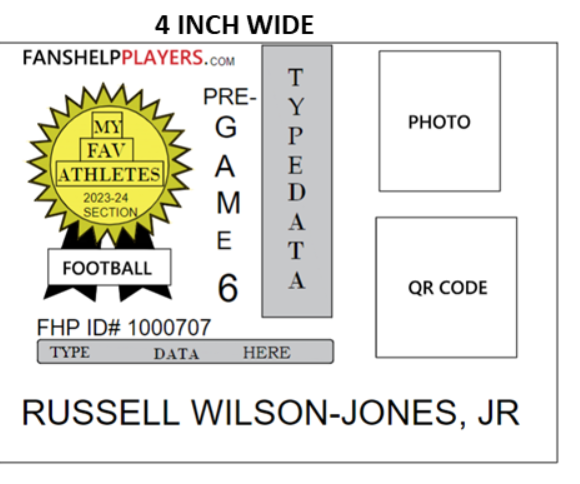 4 INCH WIDE
FANSHELPPLAYERS.COM
MY
FAV
ATHLETES
2023-24
SECTION
FOOTBALL
PRE-
G
A
M
E
6
T
Y
P
E
D
A
T
A
PHOTO
QR CODE
FHP ID# 1000707
TYPE DATA HERE
RUSSELL WILSON-JONES, JR